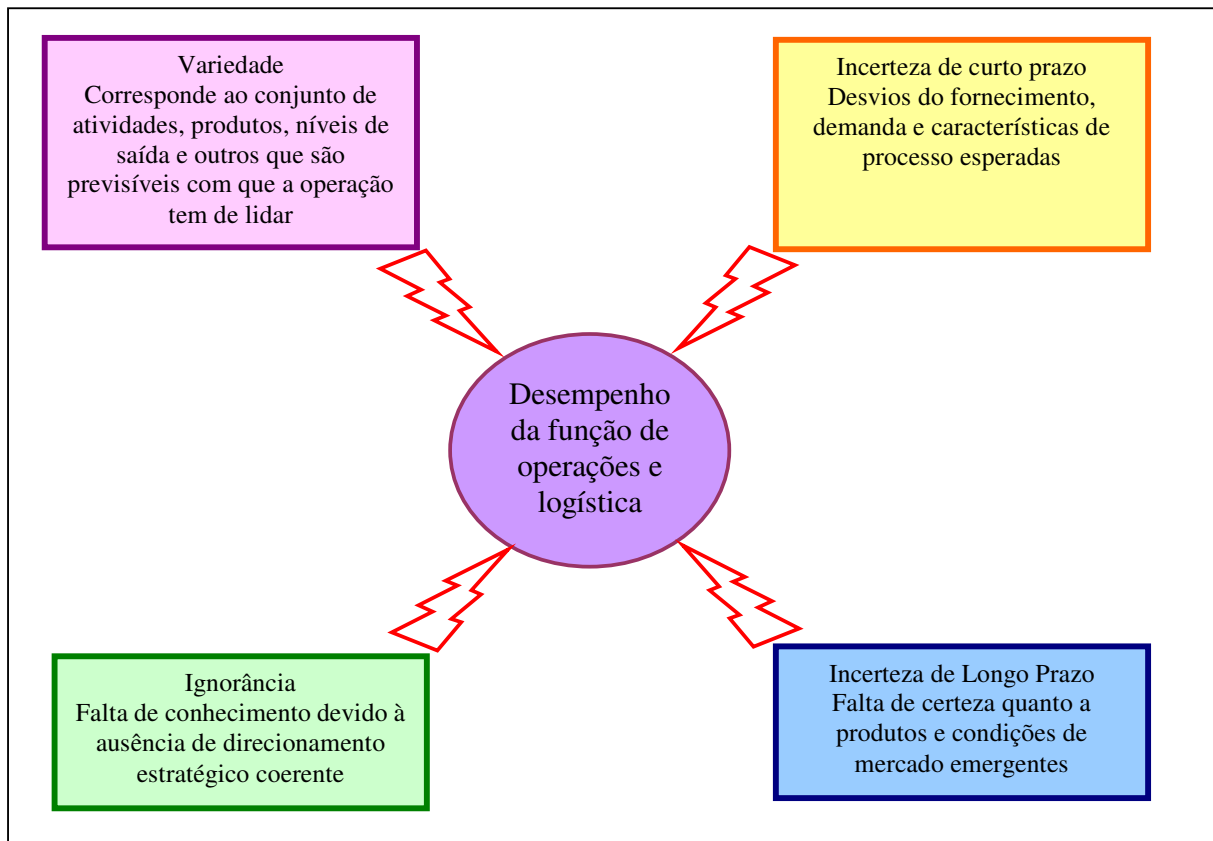 Variedade
Corresponde ao conjunto de
atividades, produtos, níveis de
saída e outros que são
previsíveis com que a operação
tem de lidar
Incerteza de curto prazo
Desvios do fornecimento,
demanda e características de
processo esperadas
Desempenho
da função de
operações e
logística
Ignorância
Falta de conhecimento devido à
ausência de direcionamento
estratégico coerente
Incerteza de Longo Prazo
Falta de certeza quanto a
produtos e condições de
mercado emergentes